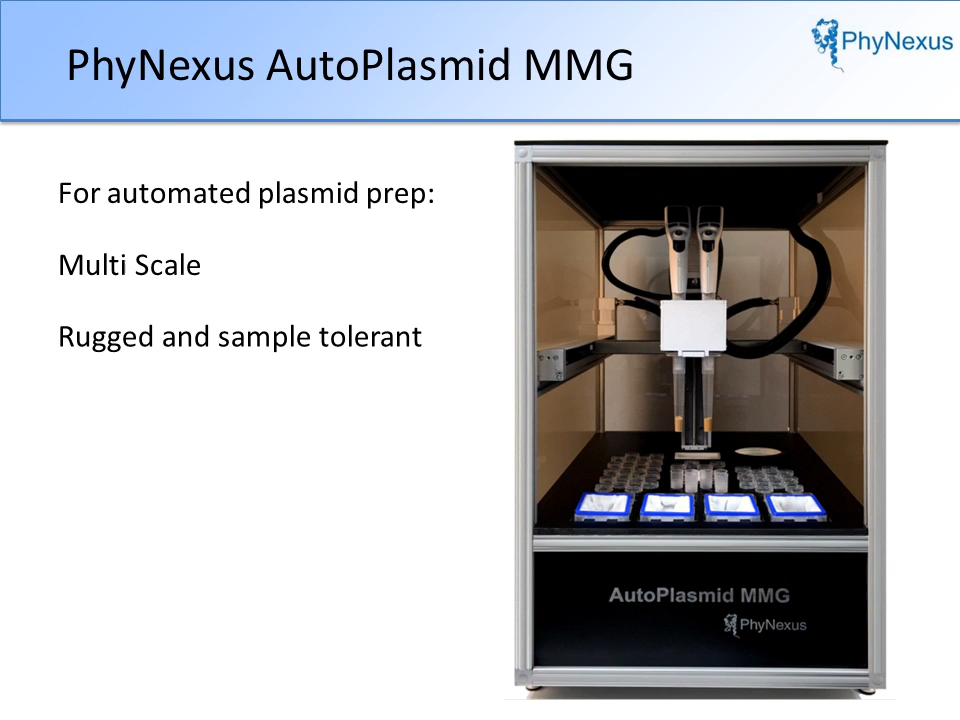 PhyNexus AutoPlasmid MMG
PhyNexus
For automated plasmid prep:
Multi Scale
Rugged and sample tolerant
AutoPlasmid MMG
PhyNexus